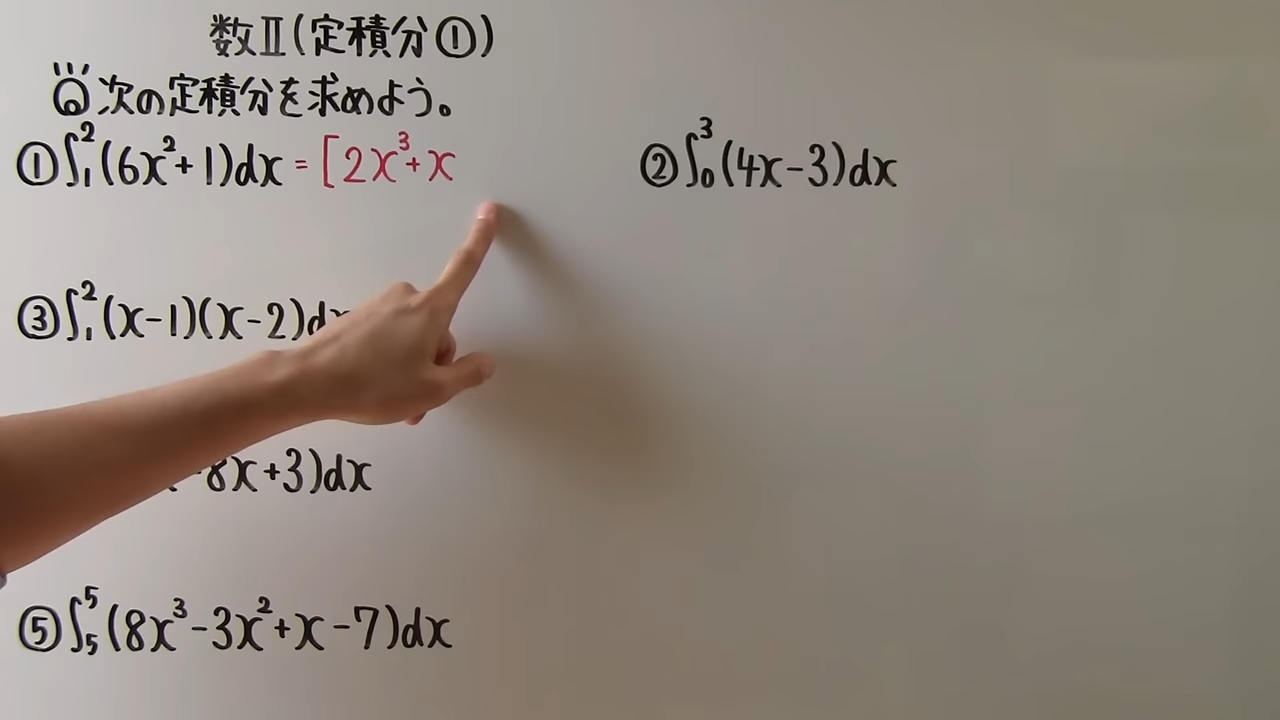 数Ⅱ(定積分①)
Q 次の定積分を求めよう。
①∫₁²(6x²+1)dx = [2x³+x
②∫₀³(4x-3)dx
③∫₁²(x-1)(x-2)d
8x+3)dx
⑤∫₅⁵(8x³-3x²+x-7)dx